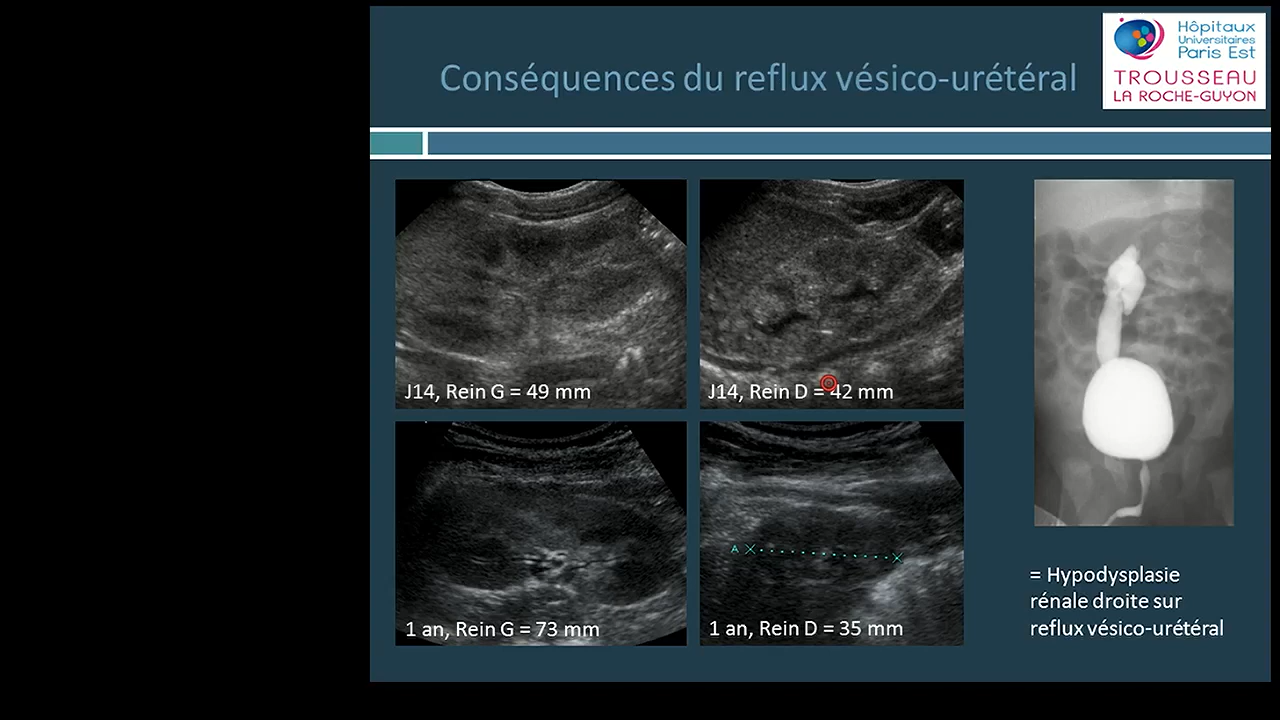 Conséquences du reflux vésico-urétéral
Hôpitaux
Universitaires
Paris Est
TROUSSEAU
LA ROCHE-GUYON
J14, Rein G = 49 mm
J14, Rein D = 42 mm
A
1 an, Rein G = 73 mm
1 an, Rein D = 35 mm
= Hypodysplasie
rénale droite sur
reflux vésico-urétéral